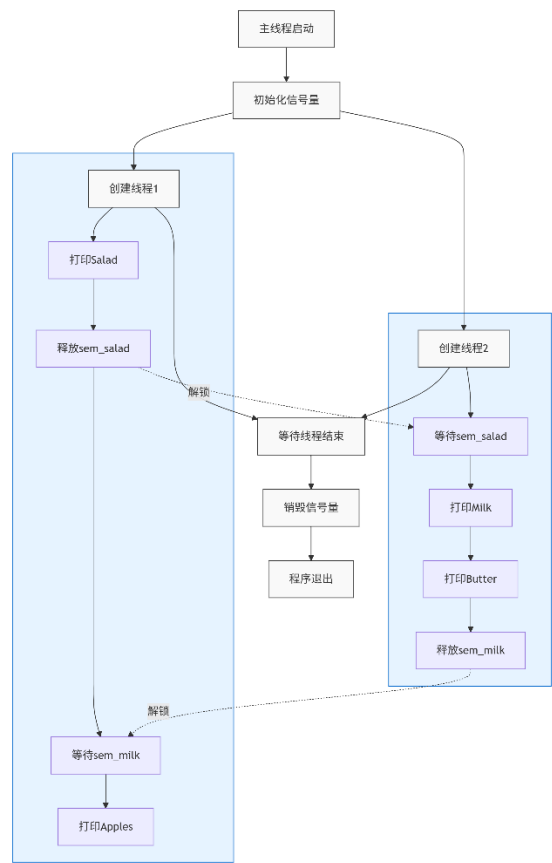 主线程启动
初始化信号量
创建线程1
打印Salad
释放sem_salad
解锁
创建线程2
等待线程结束
等待sem_salad
销毁信号量
打印Milk
程序退出
打印Butter
释放sem_milk
解锁
等待sem_milk
打印Apples